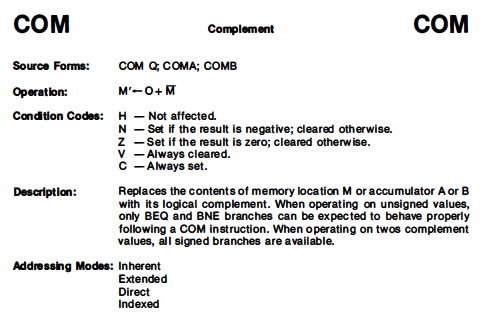 COM Complement COM
Source Forms: COM Q; COMA; COMB
Operation: M′←O+M̅
Condition Codes: H — Not affected.
N — Set if the result is negative; cleared otherwise.
Z — Set if the result is zero; cleared otherwise.
V — Always cleared.
C — Always set.
Description: Replaces the contents of memory location M or accumulator A or B
with its logical complement. When operating on unsigned values,
only BEQ and BNE branches can be expected to behave properly
following a COM instruction. When operating on twos complement
values, all signed branches are available.
Addressing Modes: Inherent
Extended
Direct
Indexed